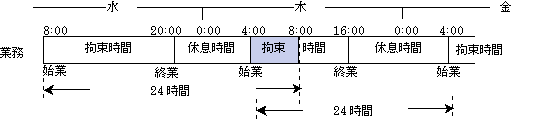 水 木 金
8:00 20:00 0:00 4:00 8:00 16:00 0:00 4:00
業務 拘束時間 休息時間 拘束 時間 休息時間 拘束時間
始業 終業 始業 終業 始業
24時間
24時間